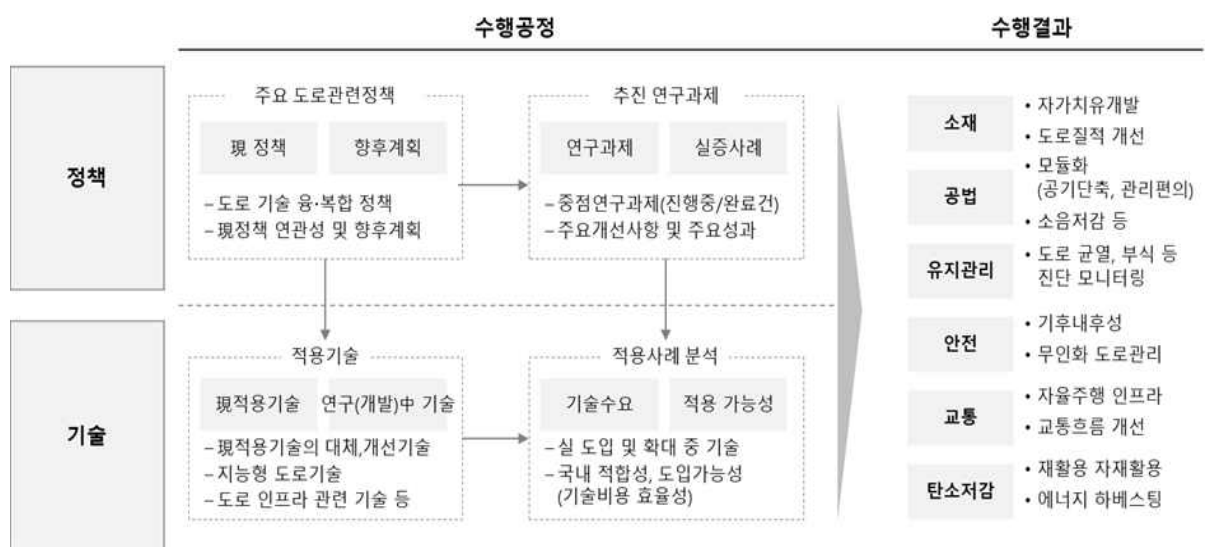 수행공정
수행결과
정책
주요 도로관련정책
現 정책
향후계획
– 도로 기술 융·복합 정책
– 現정책 연관성 및 향후계획
추진 연구과제
연구과제
실증사례
– 중점연구과제(진행중/완료건)
– 주요개선사항 및 주요성과
기술
적용기술
現적용기술
연구(개발)中 기술
– 現적용기술의 대체,개선기술
– 지능형 도로기술
– 도로 인프라 관련 기술 등
적용사례 분석
기술수요
적용 가능성
– 실 도입 및 확대 중 기술
– 국내 적합성, 도입가능성
(기술비용 효율성)
소재
• 자가치유개발
• 도로질적 개선
공법
• 모듈화
(공기단축, 관리편의)
• 소음저감 등
유지관리
• 도로 균열, 부식 등
진단 모니터링
안전
• 기후내후성
• 무인화 도로관리
교통
• 자율주행 인프라
• 교통흐름 개선
탄소저감
• 재활용 자재활용
• 에너지 하베스팅